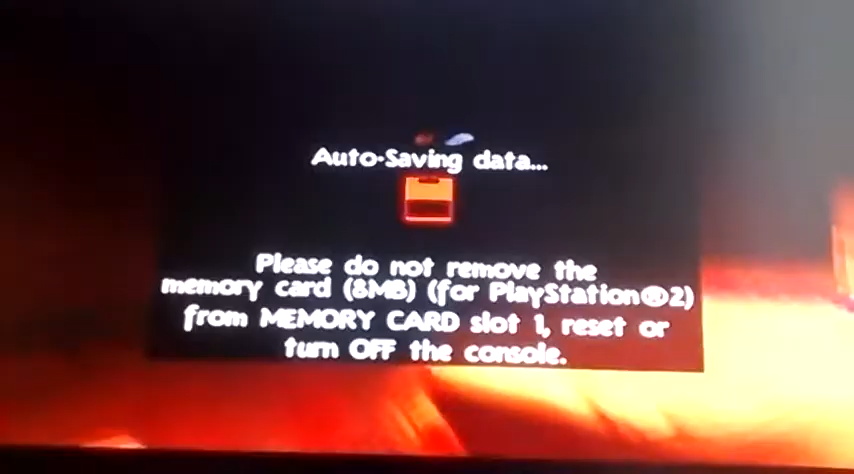 Auto-Saving data...
Please do not remove the
memory card (8MB) (for PlayStation®2)
from MEMORY CARD slot 1, reset or
turn OFF the console.